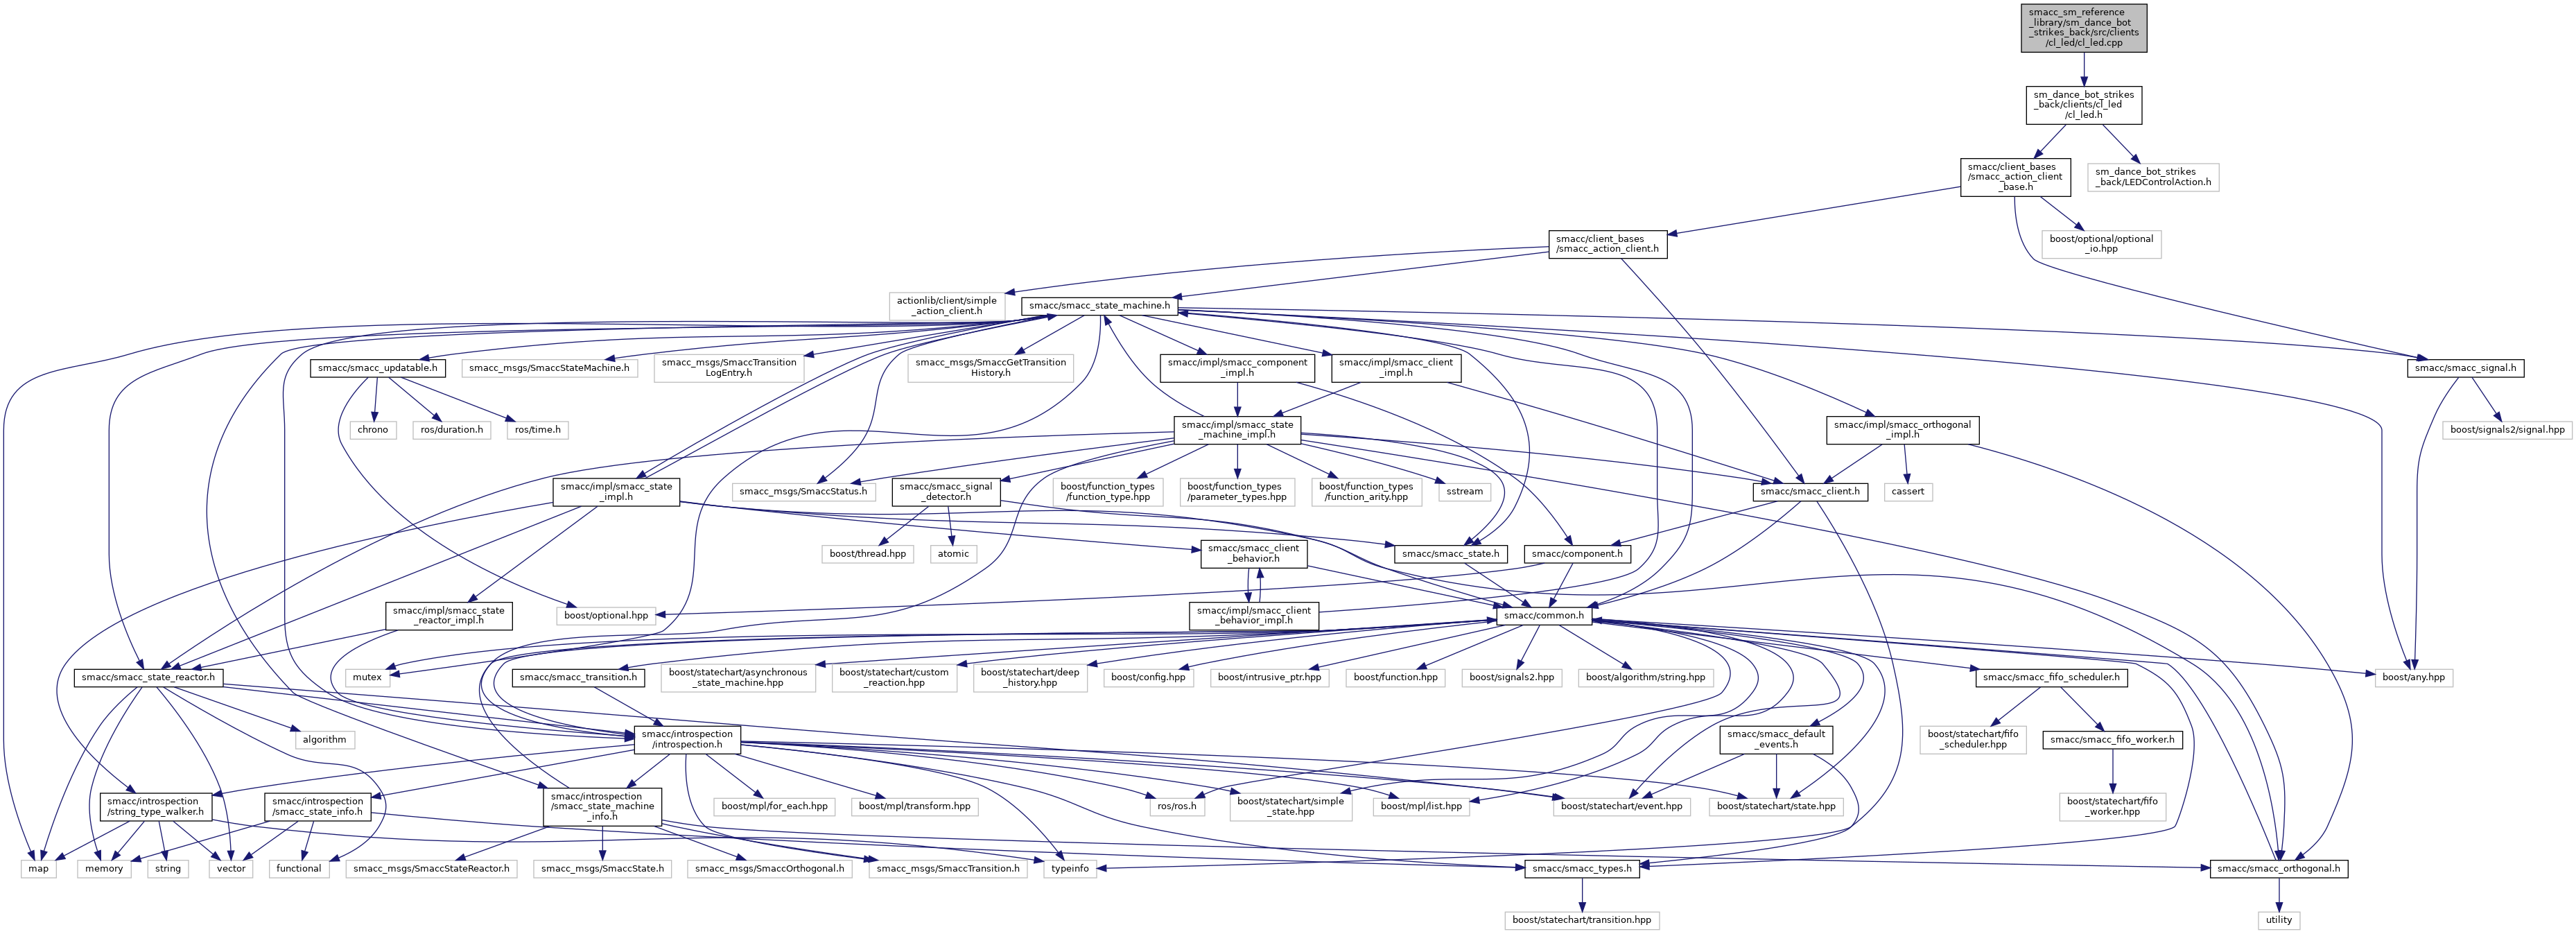 smacc_sm_reference
_library/sm_dance_bot
_strikes_back/src/clients
/cl_led/cl_led.cpp
sm_dance_bot_strikes
_back/clients/cl_led
/cl_led.h
smacc/client_bases
/smacc_action_client
_base.h
sm_dance_bot_strikes
_back/LEDControlAction.h
smacc/client_bases
/smacc_action_client.h
boost/optional/optional
_io.hpp
actionlib/client/simple
_action_client.h
smacc/smacc_state_machine.h
smacc/smacc_updatable.h
smacc_msgs/SmaccStateMachine.h
smacc_msgs/SmaccTransition
LogEntry.h
smacc_msgs/SmaccGetTransition
History.h
smacc/impl/smacc_component
_impl.h
smacc/impl/smacc_client
_impl.h
smacc/smacc_signal.h
chrono
ros/duration.h
ros/time.h
smacc/impl/smacc_state
_machine_impl.h
smacc/impl/smacc_orthogonal
_impl.h
boost/signals2/signal.hpp
smacc/impl/smacc_state
_impl.h
smacc_msgs/SmaccStatus.h
smacc/smacc_signal
_detector.h
boost/function_types
/function_type.hpp
boost/function_types
/parameter_types.hpp
boost/function_types
/function_arity.hpp
sstream
smacc/smacc_client.h
cassert
boost/thread.hpp
atomic
smacc/smacc_client
_behavior.h
smacc/smacc_state.h
smacc/component.h
smacc/impl/smacc_state
_reactor_impl.h
boost/optional.hpp
smacc/impl/smacc_client
_behavior_impl.h
smacc/common.h
smacc/smacc_state_reactor.h
mutex
smacc/smacc_transition.h
boost/statechart/asynchronous
_state_machine.hpp
boost/statechart/custom
_reaction.hpp
boost/statechart/deep
_history.hpp
boost/config.hpp
boost/intrusive_ptr.hpp
boost/function.hpp
boost/signals2.hpp
boost/algorithm/string.hpp
smacc/smacc_fifo_scheduler.h
boost/any.hpp
algorithm
smacc/introspection
/introspection.h
smacc/smacc_default
_events.h
boost/statechart/fifo
_scheduler.hpp
smacc/smacc_fifo_worker.h
smacc/introspection
/string_type_walker.h
smacc/introspection
/smacc_state_info.h
smacc/introspection
/smacc_state_machine
_info.h
boost/mpl/for_each.hpp
boost/mpl/transform.hpp
ros/ros.h
boost/statechart/simple
_state.hpp
boost/mpl/list.hpp
boost/statechart/event.hpp
boost/statechart/state.hpp
boost/statechart/fifo
_worker.hpp
map
memory
string
vector
functional
smacc_msgs/SmaccStateReactor.h
smacc_msgs/SmaccState.h
smacc_msgs/SmaccOrthogonal.h
smacc_msgs/SmaccTransition.h
typeinfo
smacc/smacc_types.h
smacc/smacc_orthogonal.h
boost/statechart/transition.hpp
utility